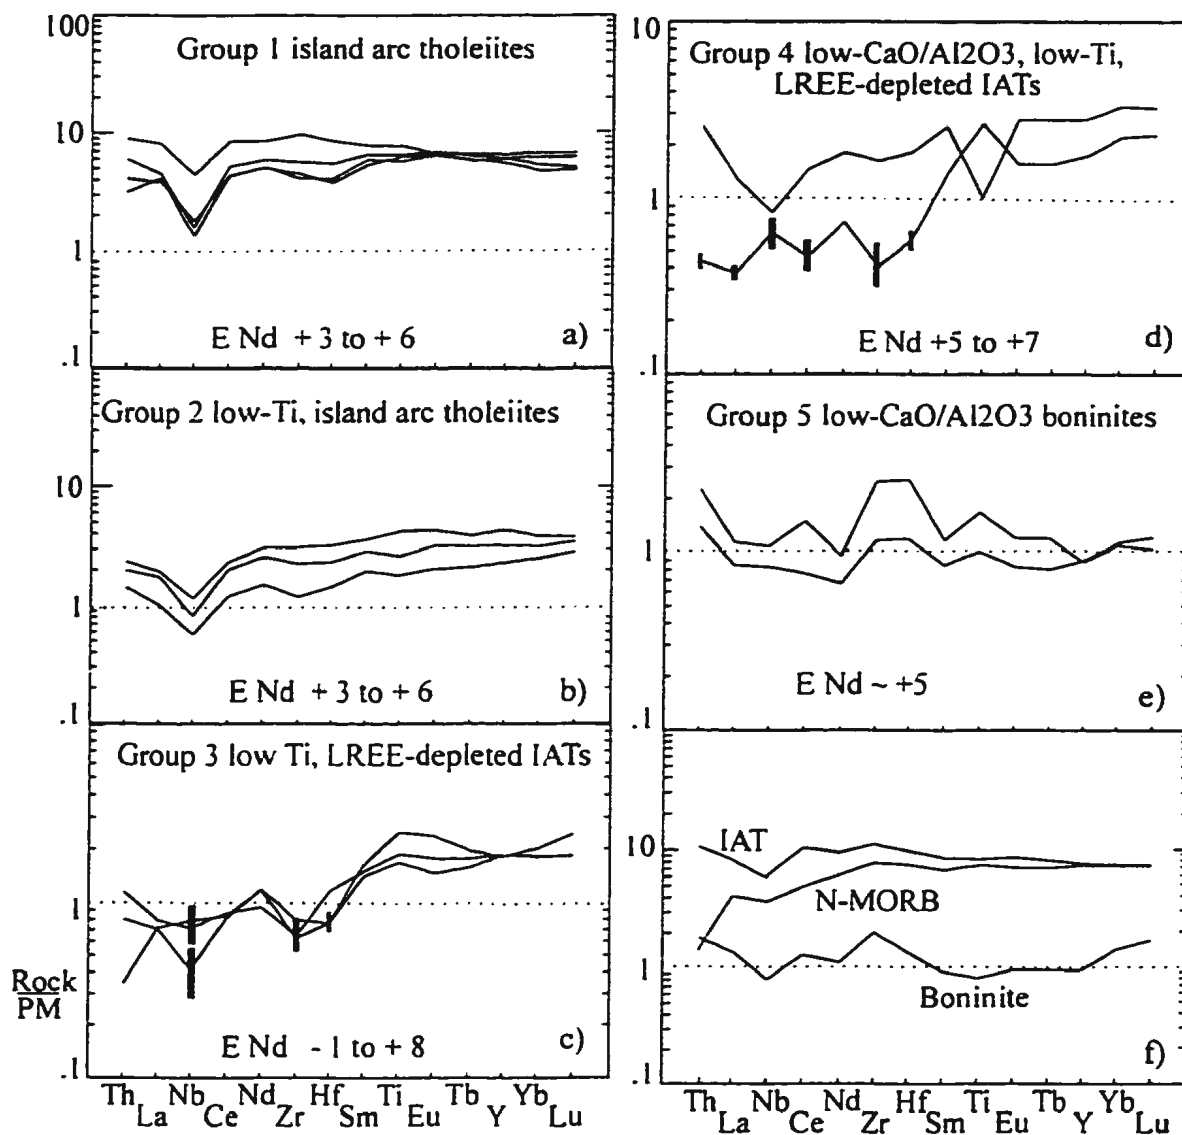 100
Group 1 island arc tholeiites
10
1
E Nd + 3 to + 6
a)
.1
Group 2 low-Ti, island arc tholeiites
10
1
E Nd + 3 to + 6
b)
.1
Group 3 low Ti, LREE-depleted IATs
1
Rock
PM
E Nd - 1 to + 8
c)
.1
Th La Nb Ce Nd Zr Hf Sm Ti Eu Tb Y Yb Lu
10
Group 4 low-CaO/Al2O3, low-Ti,
LREE-depleted IATs
1
E Nd +5 to +7
d)
.1
Group 5 low-CaO/Al2O3 boninites
1
E Nd ~ +5
e)
.1
IAT
10
N-MORB
1
Boninite
f)
.1
Th La Nb Ce Nd Zr Hf Sm Ti Eu Tb Y Yb Lu